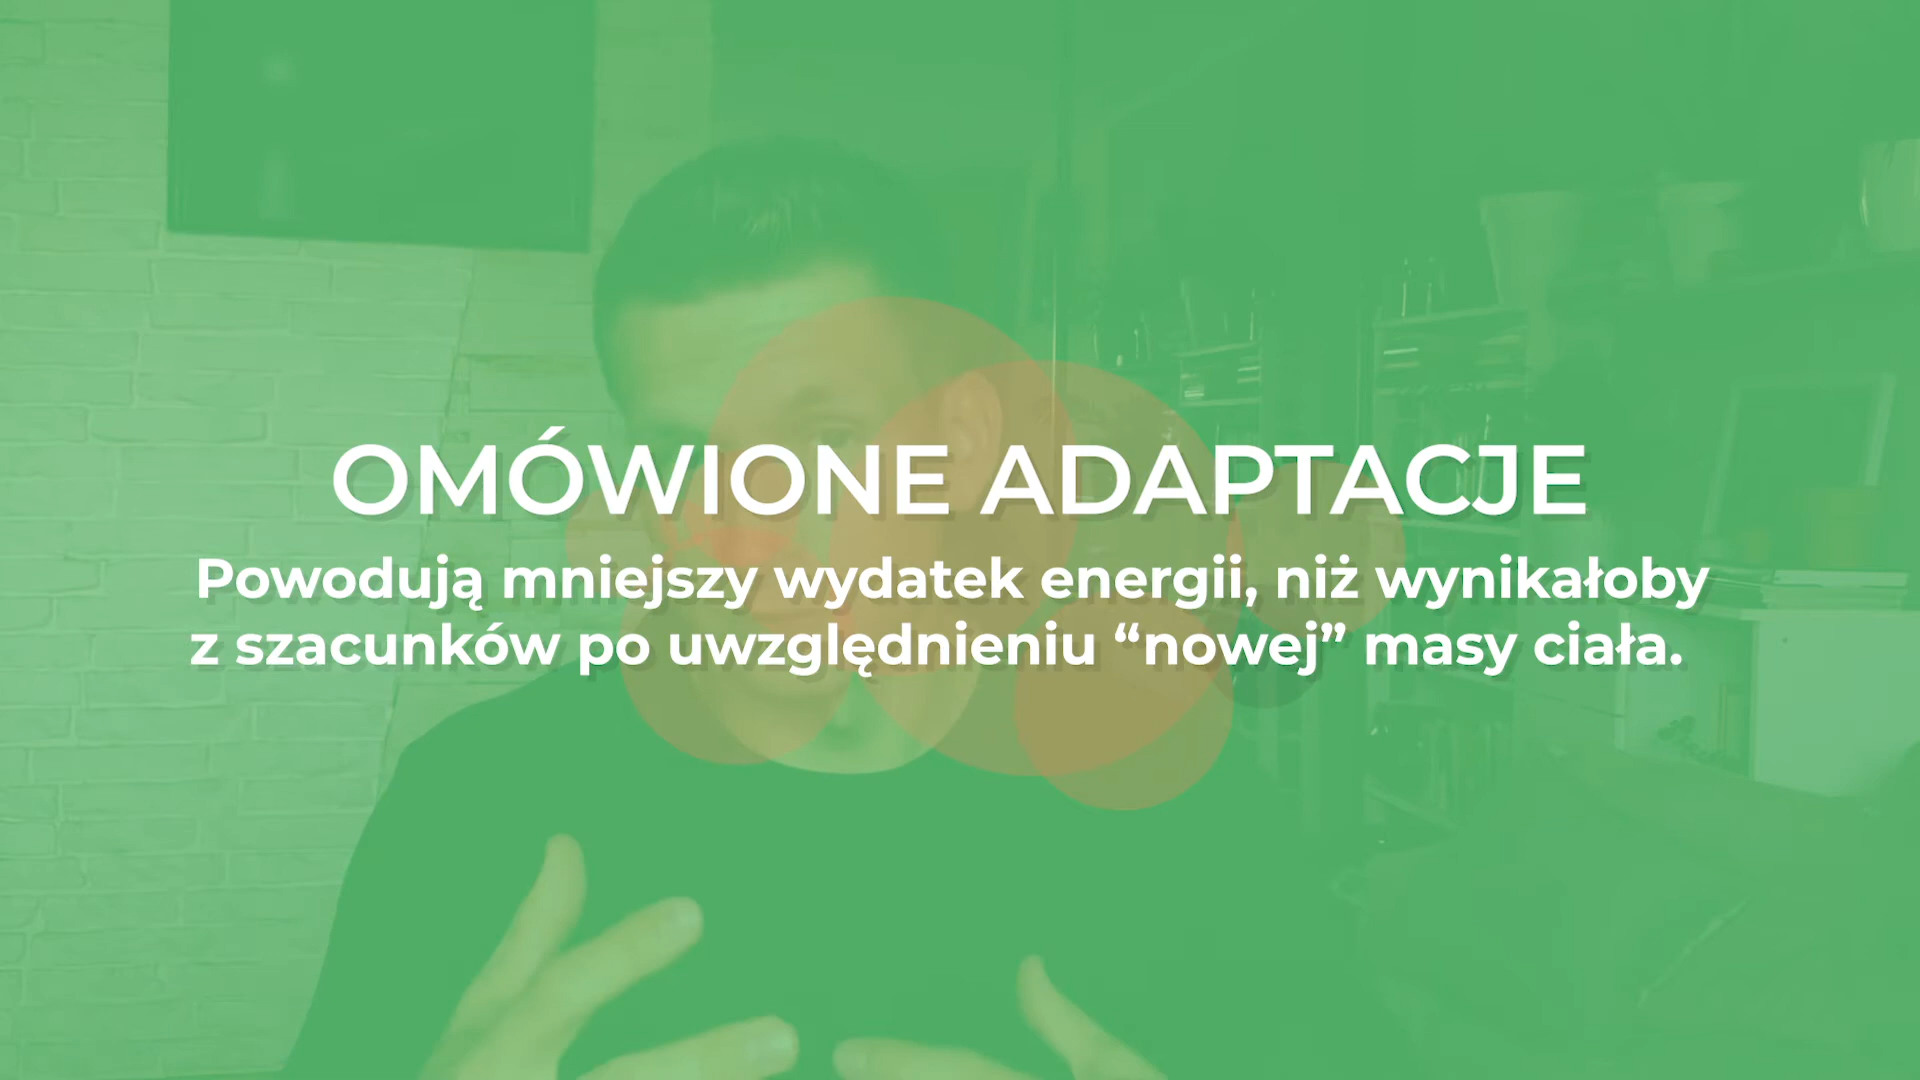 OMÓWIONE ADAPTACJE
Powodują mniejszy wydatek energii, niż wynikałoby
z szacunków po uwzględnieniu “nowej” masy ciała.